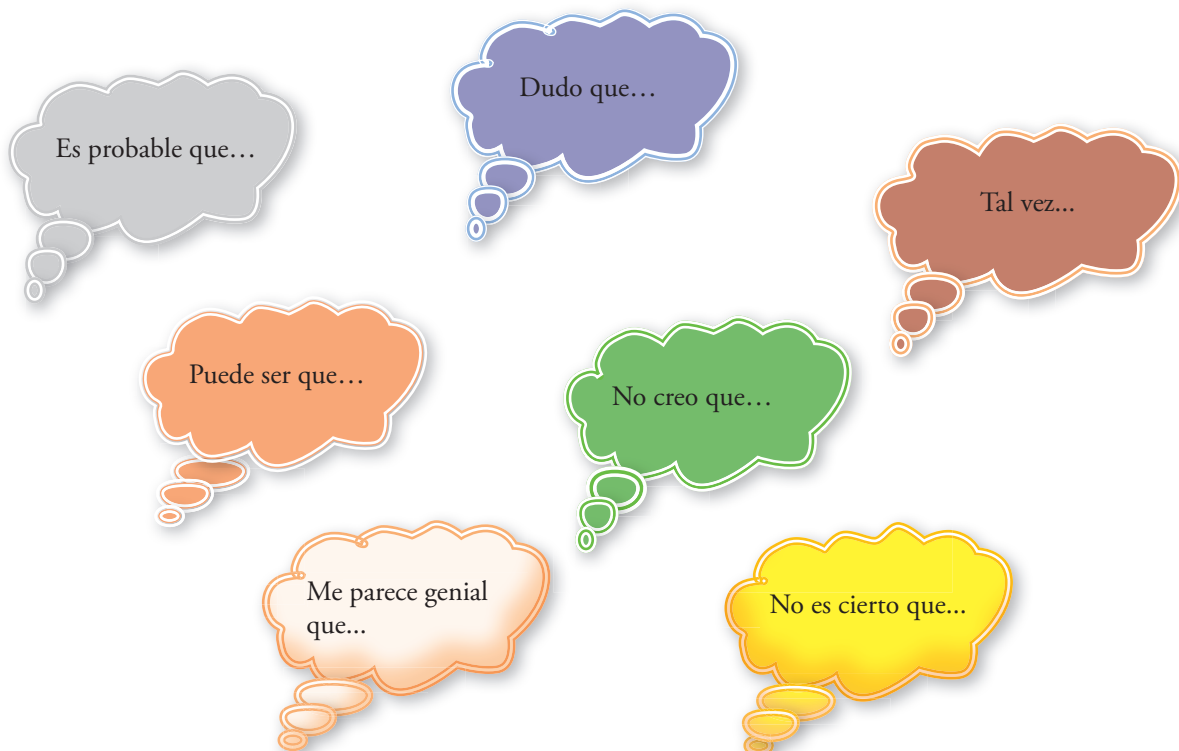 Dudo que…
Es probable que…
Tal vez...
Puede ser que…
No creo que…
Me parece genial
que...
No es cierto que...